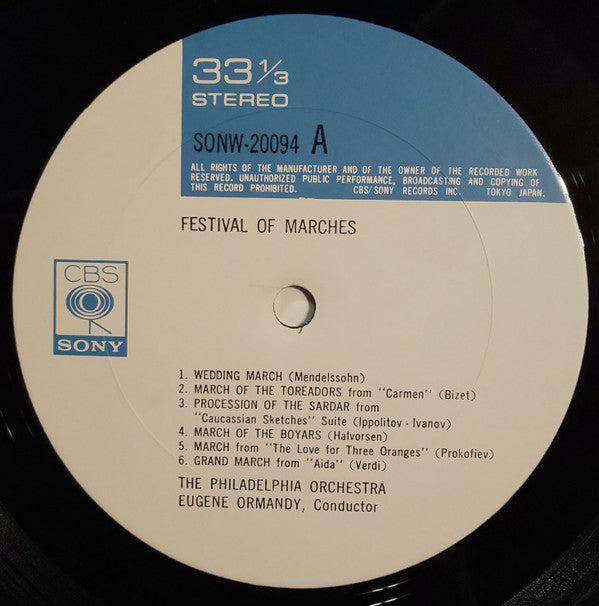 33 1/3
STEREO
SONW-20094 A
ALL RIGHTS OF THE MANUFACTURER AND OF THE OWNER OF THE RECORDED WORK
RESERVED. UNAUTHORIZED PUBLIC PERFORMANCE, BROADCASTING AND COPYING OF
THIS RECORD PROHIBITED. CBS/SONY RECORDS INC. TOKYO JAPAN.
FESTIVAL OF MARCHES
CBS
SONY
1. WEDDING MARCH (Mendelssohn)
2. MARCH OF THE TOREADORS from "Carmen" (Bizet)
3. PROCESSION OF THE SARDAR from
"Caucassian Sketches" Suite (Ippolitov - Ivanov)
4. MARCH OF THE BOYARS (Halvorsen)
5. MARCH from "The Love for Three Oranges" (Prokofiev)
6. GRAND MARCH from "Aida" (Verdi)
THE PHILADELPHIA ORCHESTRA
EUGENE ORMANDY, Conductor